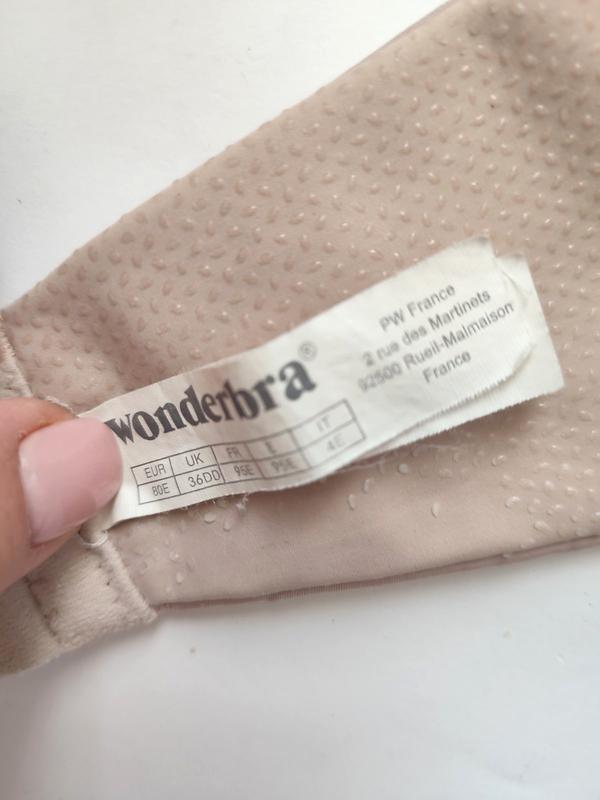 wonderbra®
EUR UK FR E IT
80E 36DD 95E 95E 4E
PW France
2 rue des Martinets
92500 Rueil-Malmaison
France